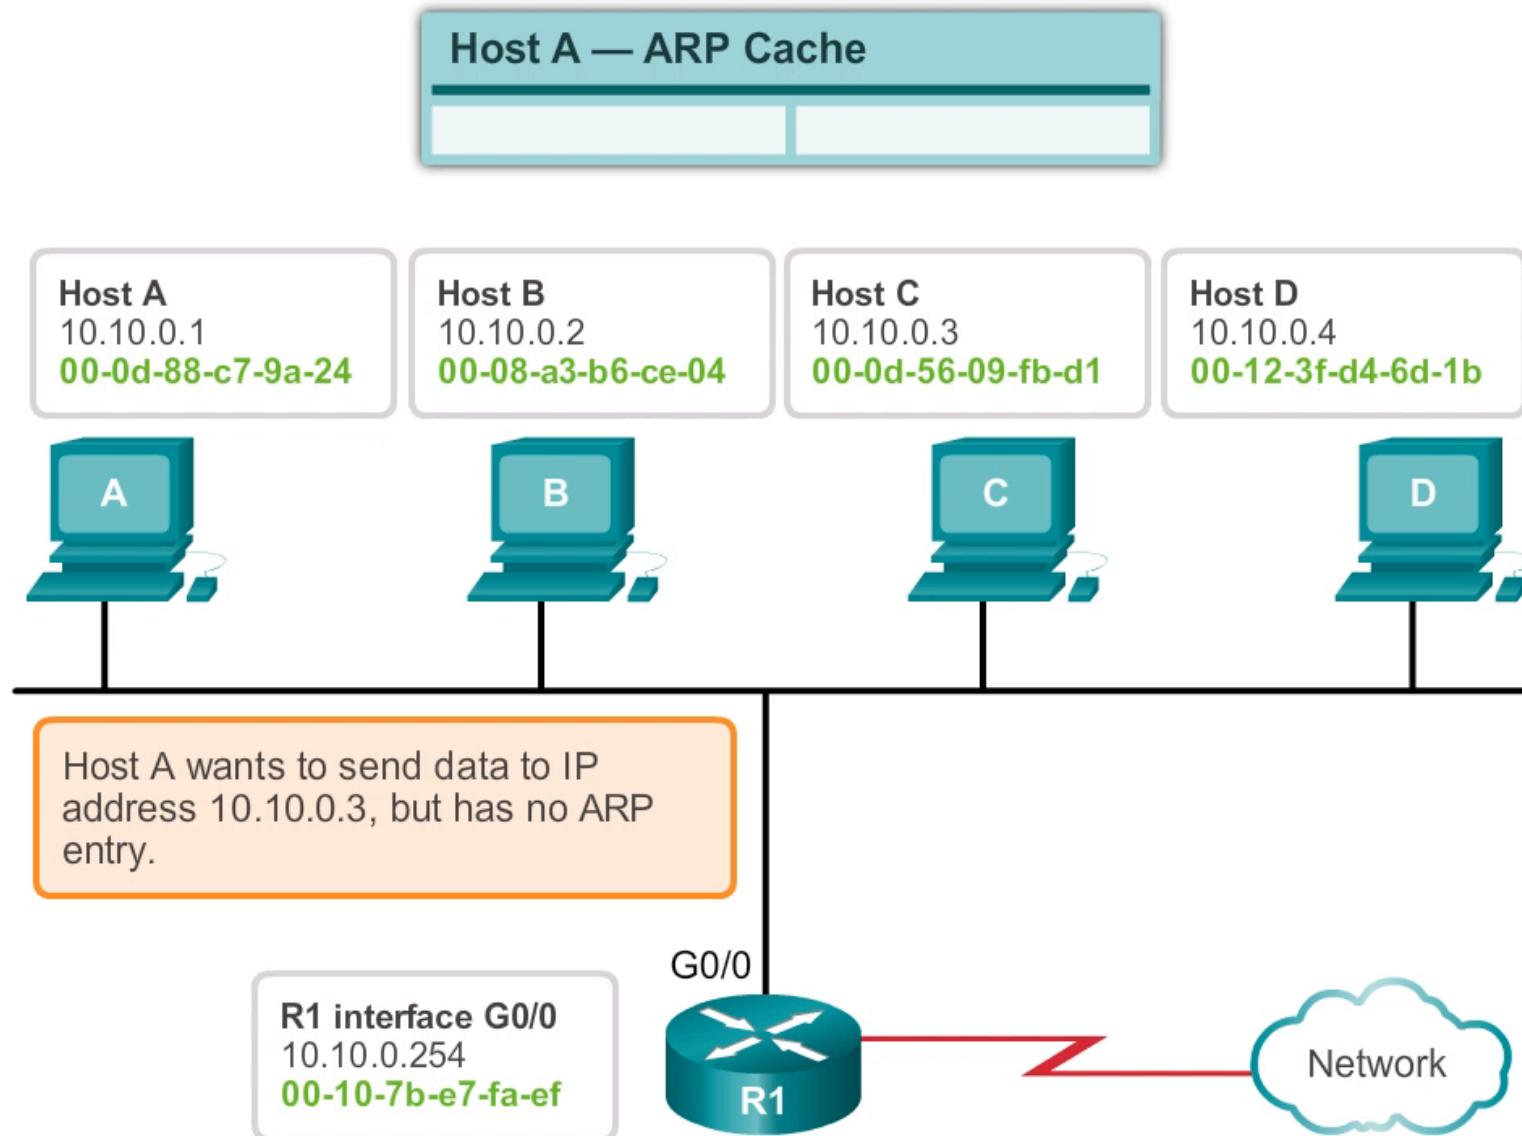 Host A — ARP Cache
Host A
10.10.0.1
00-0d-88-c7-9a-24
Host B
10.10.0.2
00-08-a3-b6-ce-04
Host C
10.10.0.3
00-0d-56-09-fb-d1
Host D
10.10.0.4
00-12-3f-d4-6d-1b
A
B
C
D
Host A wants to send data to IP
address 10.10.0.3, but has no ARP
entry.
G0/0
R1 interface G0/0
10.10.0.254
00-10-7b-e7-fa-ef
R1
Network